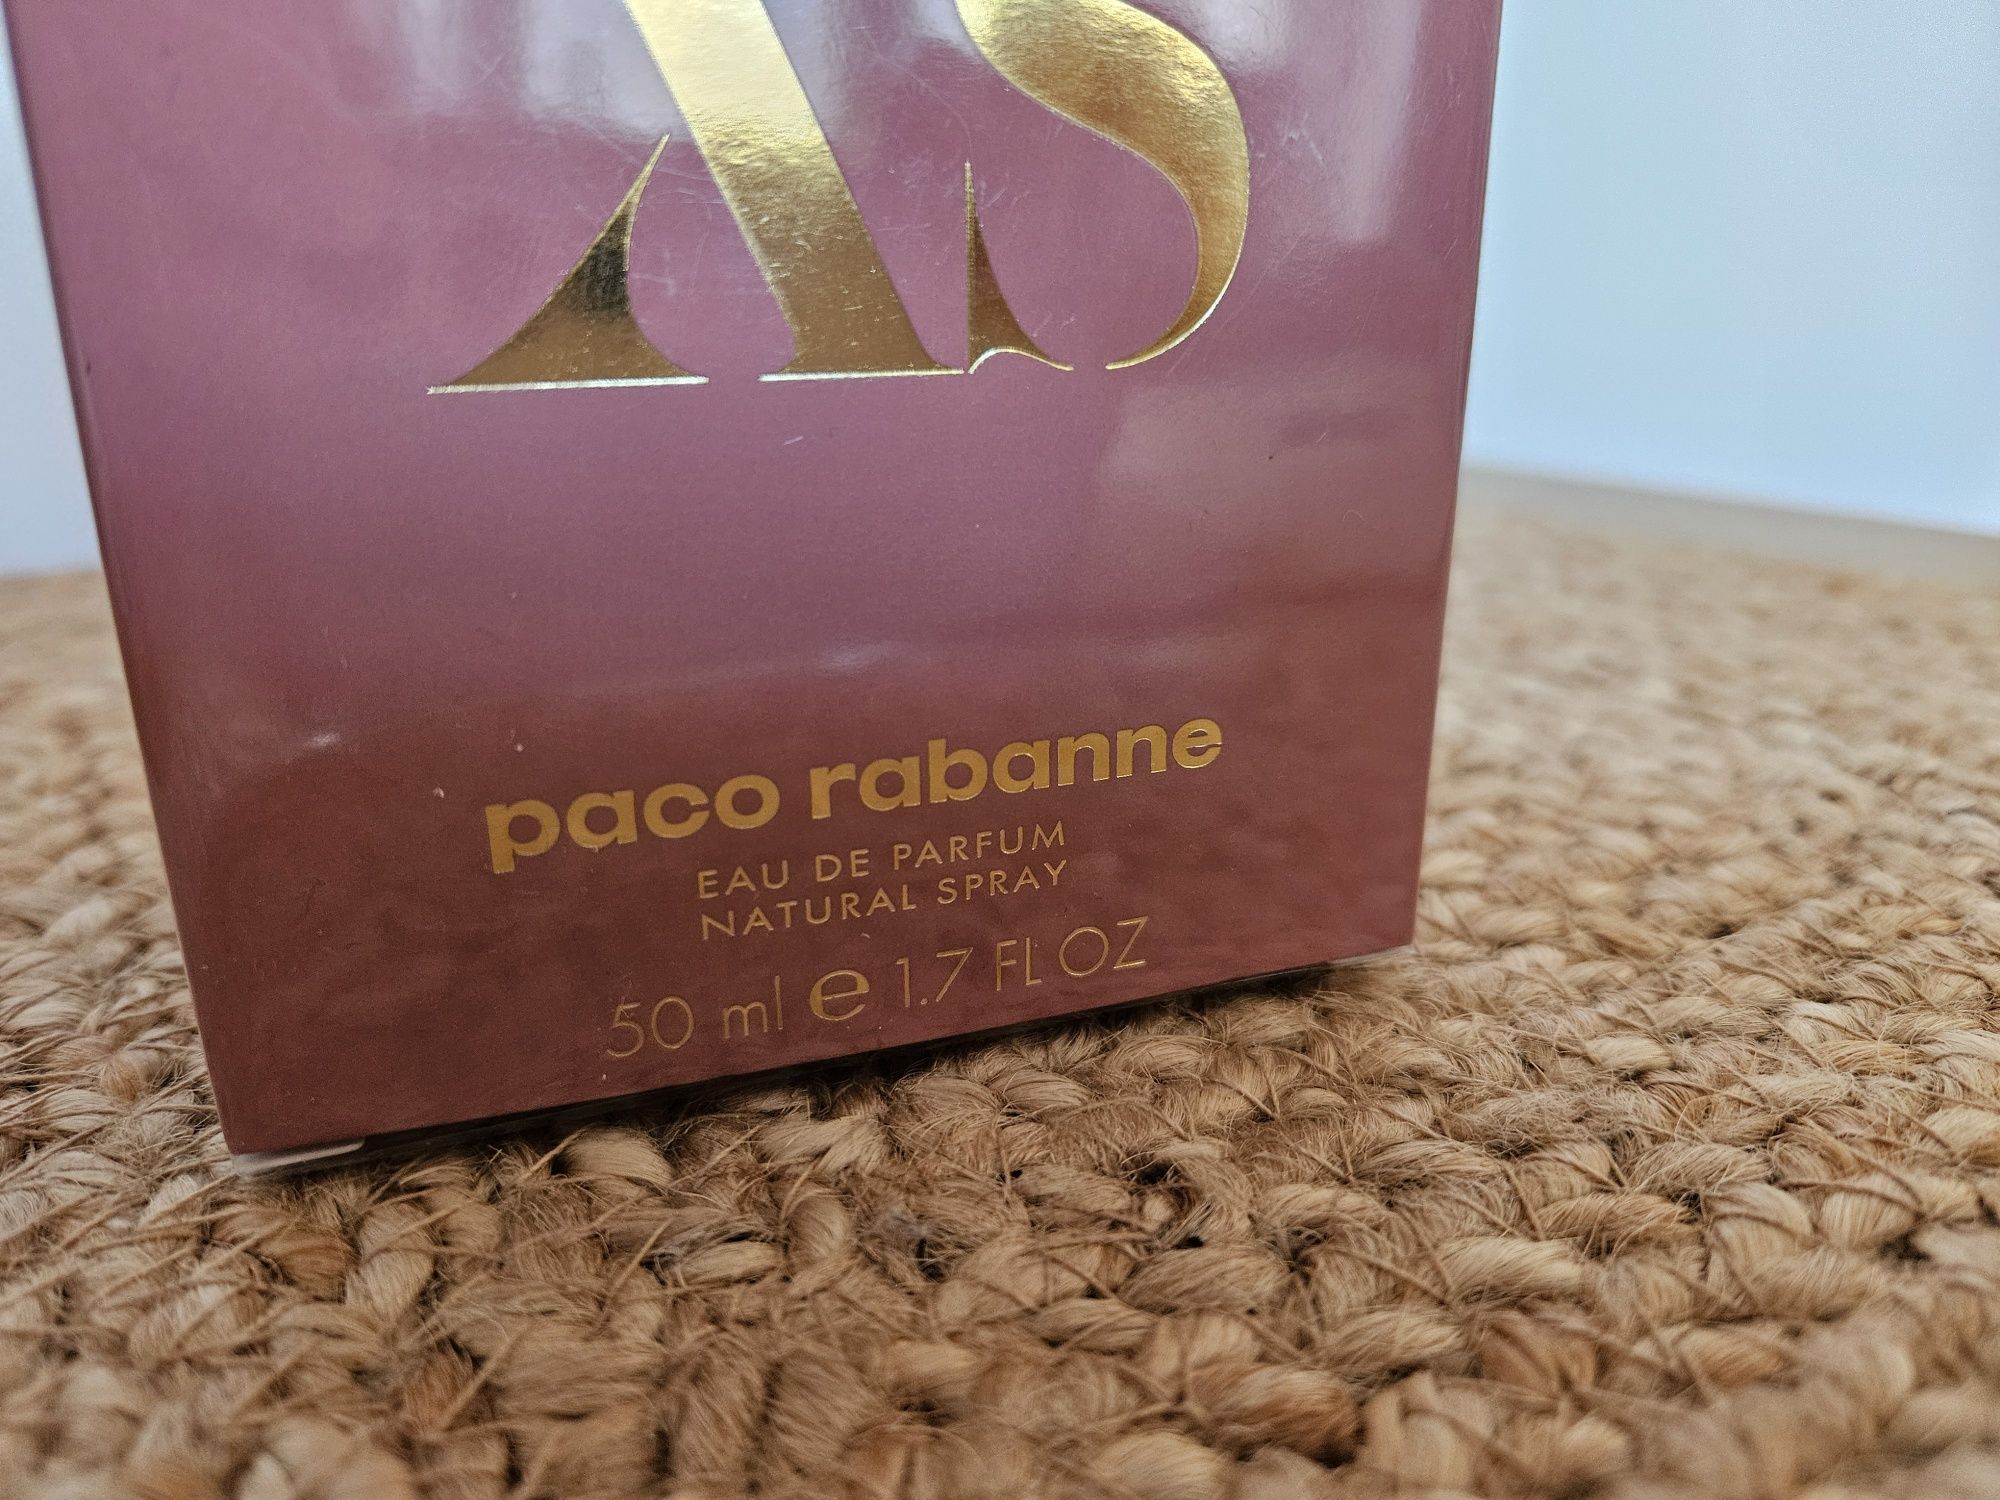 XS
paco rabanne
EAU DE PARFUM
NATURAL SPRAY
50 ml e 1.7 FL OZ